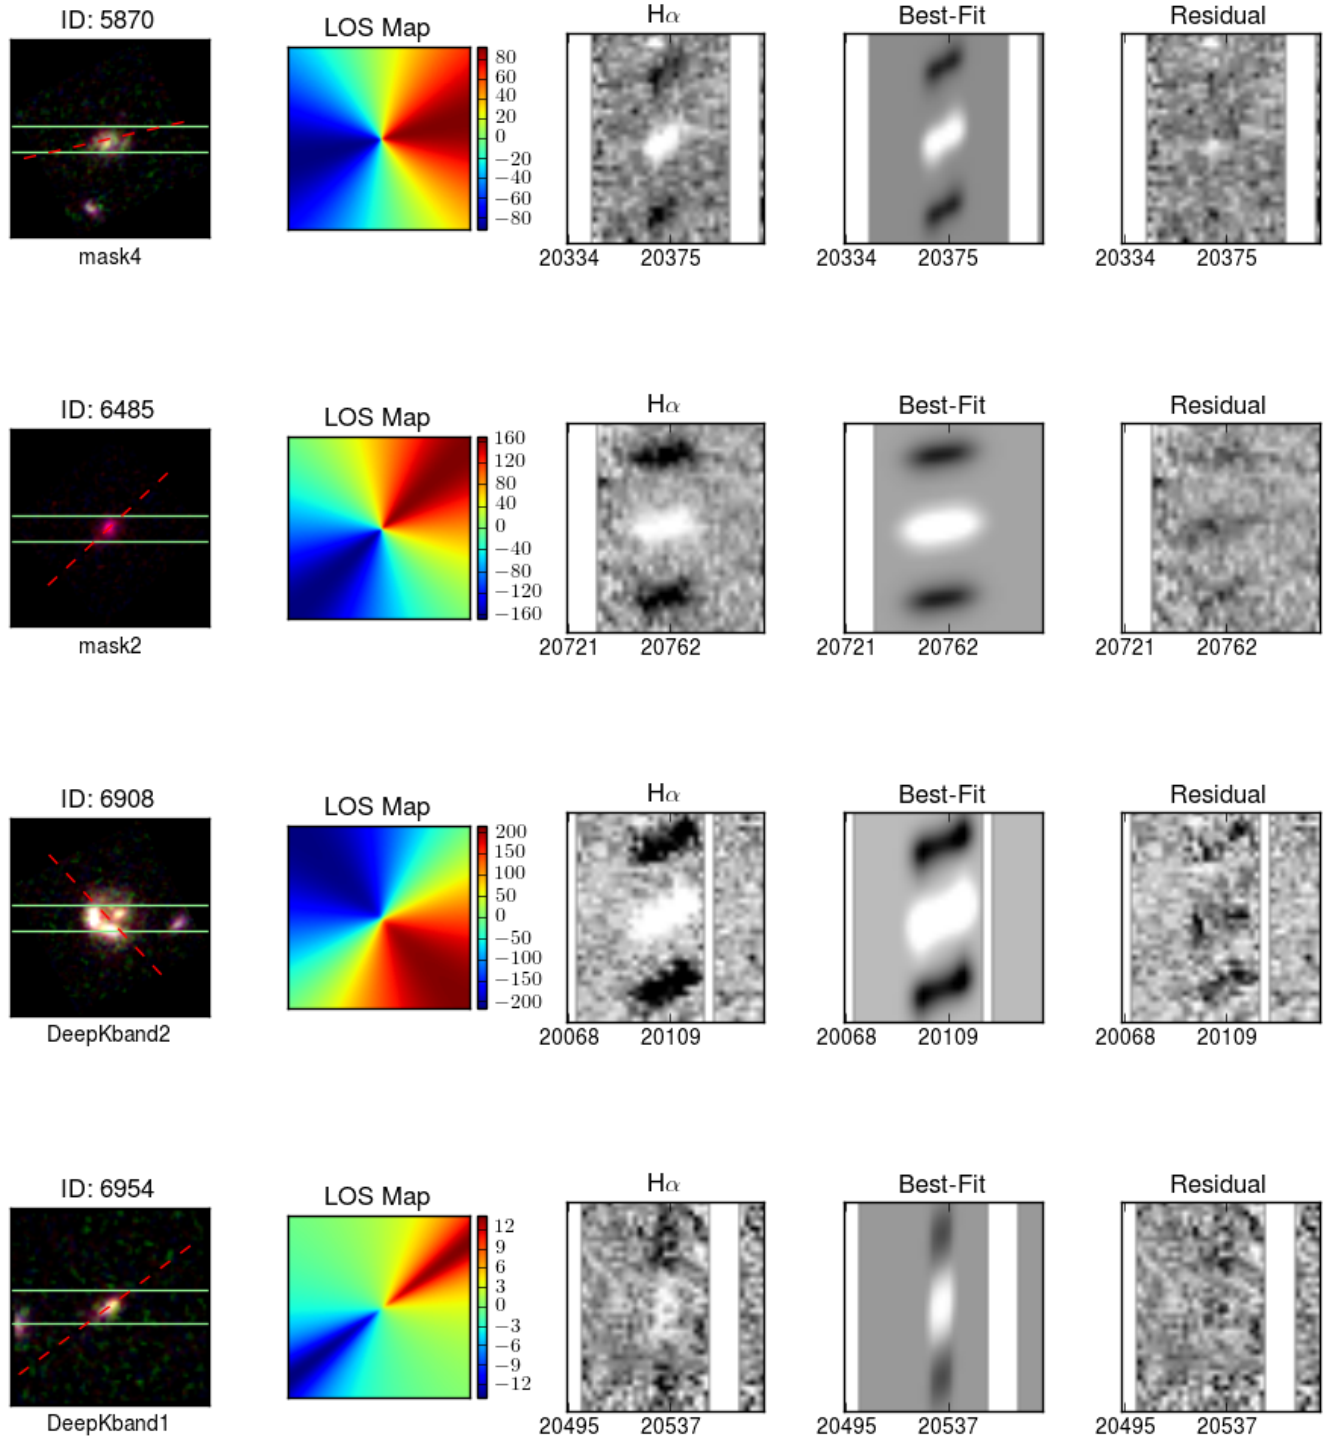 ID: 5870
LOS Map
Hα
Best-Fit
Residual
80
60
40
20
0
−20
−40
−60
−80
mask4
20334 20375
20334 20375
20334 20375
ID: 6485
LOS Map
Hα
Best-Fit
Residual
160
120
80
40
0
−40
−80
−120
−160
mask2
20721 20762
20721 20762
20721 20762
ID: 6908
LOS Map
Hα
Best-Fit
Residual
200
150
100
50
0
−50
−100
−150
−200
DeepKband2
20068 20109
20068 20109
20068 20109
ID: 6954
LOS Map
Hα
Best-Fit
Residual
12
9
6
3
0
−3
−6
−9
−12
DeepKband1
20495 20537
20495 20537
20495 20537